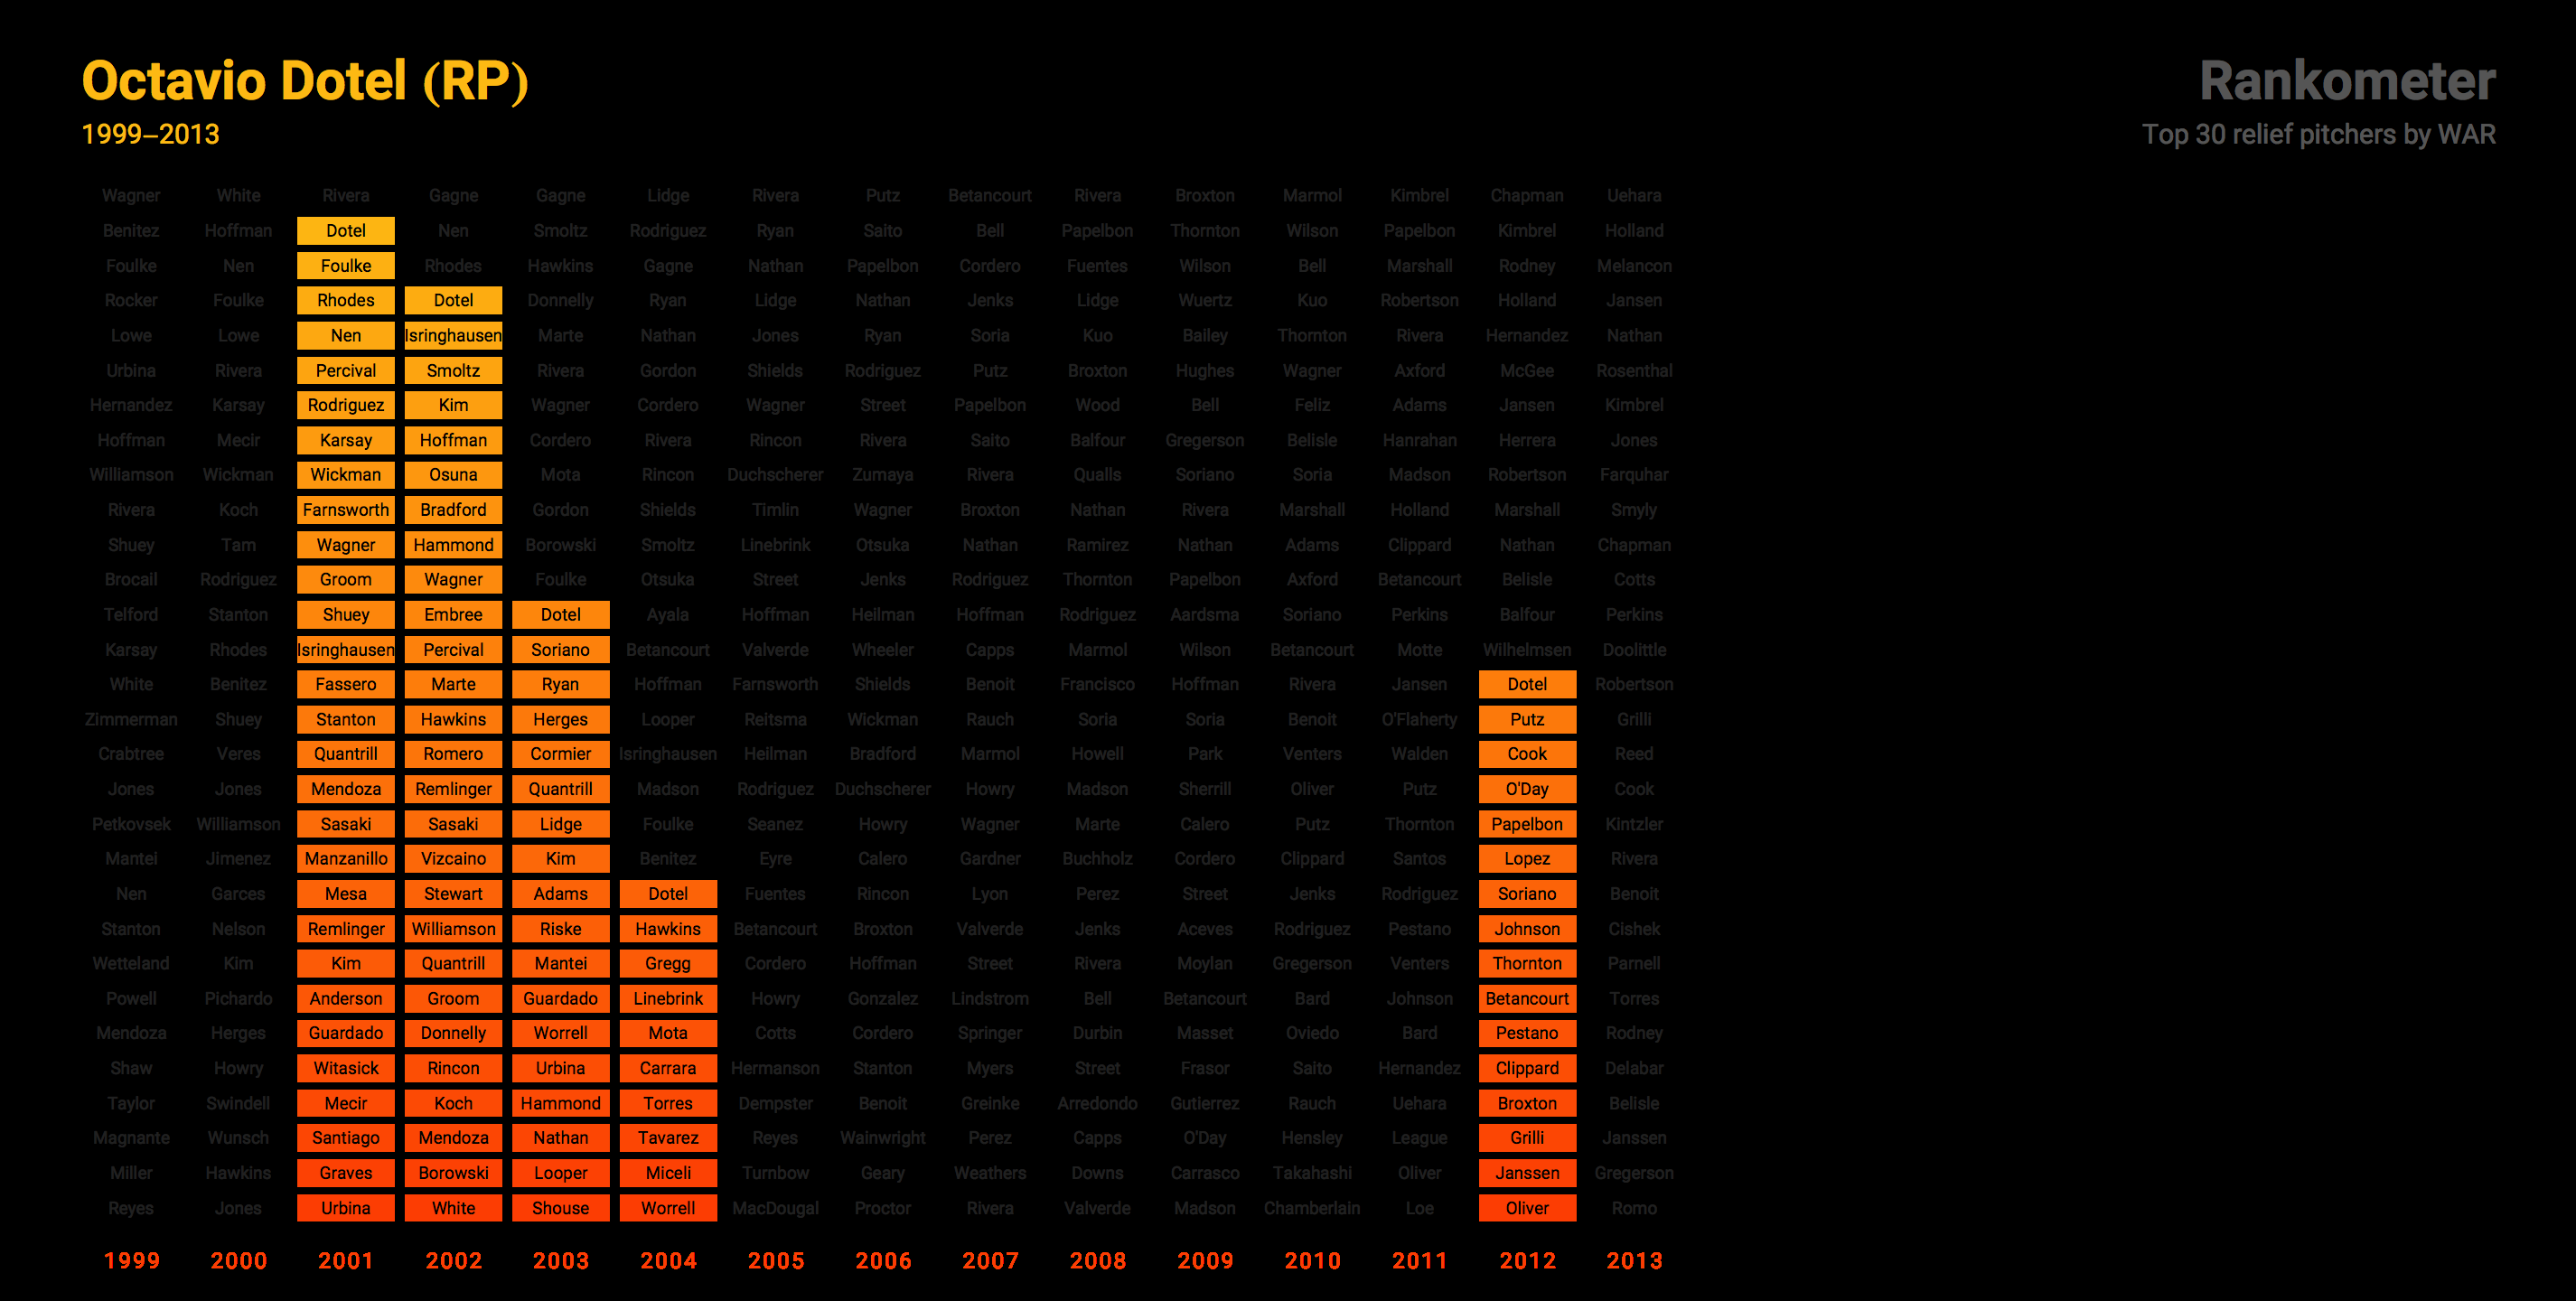 Octavio Dotel (RP)
1999–2013
Rankometer
Top 30 relief pitchers by WAR
Wagner White Rivera Gagne Gagne Lidge Rivera Putz Betancourt Rivera Broxton Marmol Kimbrel Chapman Uehara
Benitez Hoffman Dotel Nen Smoltz Rodriguez Ryan Saito Bell Papelbon Thornton Wilson Papelbon Kimbrel Holland
Foulke Nen Foulke Rhodes Hawkins Gagne Nathan Papelbon Cordero Fuentes Wilson Bell Marshall Rodney Melancon
Rocker Foulke Rhodes Dotel Donnelly Ryan Lidge Nathan Jenks Lidge Wuertz Kuo Robertson Holland Jansen
Lowe Lowe Nen Isringhausen Marte Nathan Jones Ryan Soria Kuo Bailey Thornton Rivera Hernandez Nathan
Urbina Rivera Percival Smoltz Rivera Gordon Shields Rodriguez Putz Broxton Hughes Wagner Axford McGee Rosenthal
Hernandez Karsay Rodriguez Kim Wagner Cordero Wagner Street Papelbon Wood Bell Feliz Adams Jansen Kimbrel
Hoffman Mecir Karsay Hoffman Cordero Rivera Rincon Rivera Saito Balfour Gregerson Belisle Hanrahan Herrera Jones
Williamson Wickman Wickman Osuna Mota Rincon Duchscherer Zumaya Rivera Qualls Soriano Soria Madson Robertson Farquhar
Rivera Koch Farnsworth Bradford Gordon Shields Timlin Wagner Broxton Nathan Rivera Marshall Holland Marshall Smyly
Shuey Tam Wagner Hammond Borowski Smoltz Linebrink Otsuka Nathan Ramirez Nathan Adams Clippard Nathan Chapman
Brocail Rodriguez Groom Wagner Foulke Otsuka Street Jenks Rodriguez Thornton Papelbon Axford Betancourt Belisle Cotts
Telford Stanton Shuey Embree Dotel Ayala Hoffman Heilman Hoffman Rodriguez Aardsma Soriano Perkins Balfour Perkins
Karsay Rhodes Isringhausen Percival Soriano Betancourt Valverde Wheeler Capps Marmol Wilson Betancourt Motte Wilhelmsen Doolittle
White Benitez Fassero Marte Ryan Hoffman Farnsworth Shields Benoit Francisco Hoffman Rivera Jansen Dotel Robertson
Zimmerman Shuey Stanton Hawkins Herges Looper Reitsma Wickman Rauch Soria Soria Benoit O'Flaherty Putz Grilli
Crabtree Veres Quantrill Romero Cormier Isringhausen Heilman Bradford Marmol Howell Park Venters Walden Cook Reed
Jones Jones Mendoza Remlinger Quantrill Madson Rodriguez Duchscherer Howry Madson Sherrill Oliver Putz O'Day Cook
Petkovsek Williamson Sasaki Sasaki Lidge Foulke Seanez Howry Wagner Marte Calero Putz Thornton Papelbon Kintzler
Mantei Jimenez Manzanillo Vizcaino Kim Benitez Eyre Calero Gardner Buchholz Cordero Clippard Santos Lopez Rivera
Nen Garces Mesa Stewart Adams Dotel Fuentes Rincon Lyon Perez Street Jenks Rodriguez Soriano Benoit
Stanton Nelson Remlinger Williamson Riske Hawkins Betancourt Broxton Valverde Jenks Aceves Rodriguez Pestano Johnson Cishek
Wetteland Kim Kim Quantrill Mantei Gregg Cordero Hoffman Street Rivera Moylan Gregerson Venters Thornton Parnell
Powell Pichardo Anderson Groom Guardado Linebrink Howry Gonzalez Lindstrom Bell Betancourt Bard Johnson Betancourt Torres
Mendoza Herges Guardado Donnelly Worrell Mota Cotts Cordero Springer Durbin Masset Oviedo Bard Pestano Rodney
Shaw Howry Witasick Rincon Urbina Carrara Hermanson Stanton Myers Street Frasor Saito Hernandez Clippard Delabar
Taylor Swindell Mecir Koch Hammond Torres Dempster Benoit Greinke Arredondo Gutierrez Rauch Uehara Broxton Belisle
Magnante Wunsch Santiago Mendoza Nathan Tavarez Reyes Wainwright Perez Capps O'Day Hensley League Grilli Janssen
Miller Hawkins Graves Borowski Looper Miceli Turnbow Geary Weathers Downs Carrasco Takahashi Oliver Janssen Gregerson
Reyes Jones Urbina White Shouse Worrell MacDougal Proctor Rivera Valverde Madson Chamberlain Loe Oliver Romo
1999 2000 2001 2002 2003 2004 2005 2006 2007 2008 2009 2010 2011 2012 2013